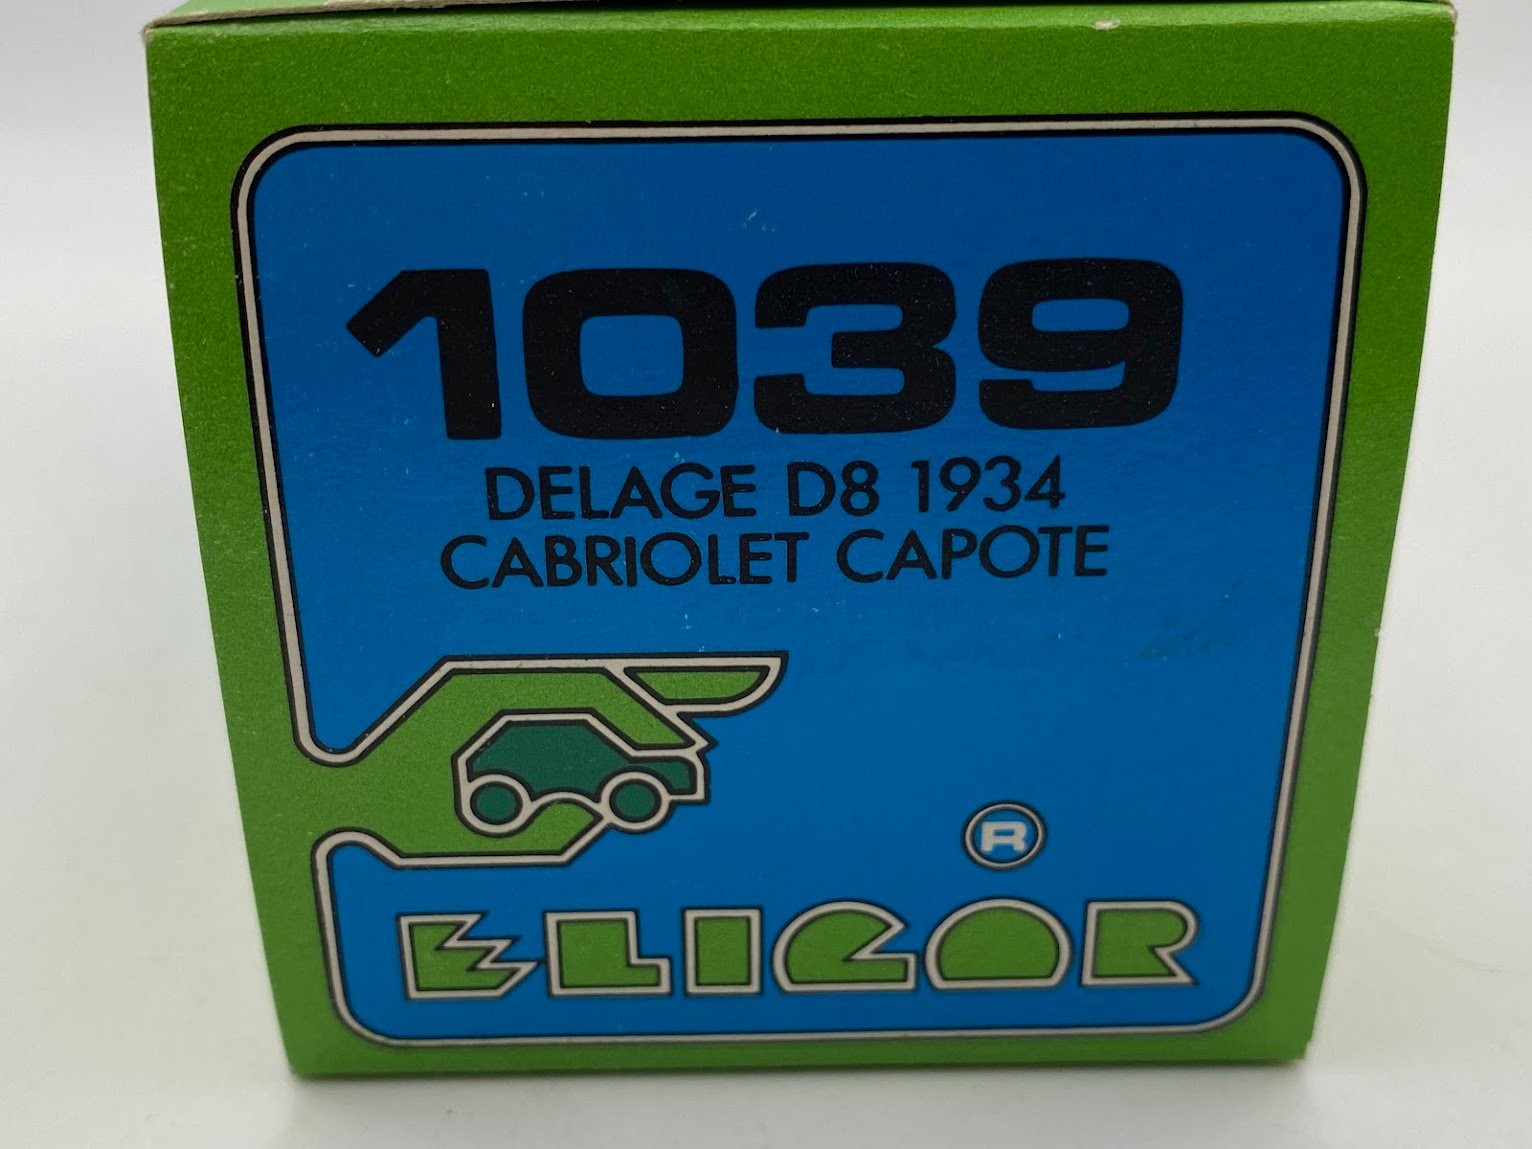 1039
DELAGE D8 1934
CABRIOLET CAPOTE
®
ELIGOR